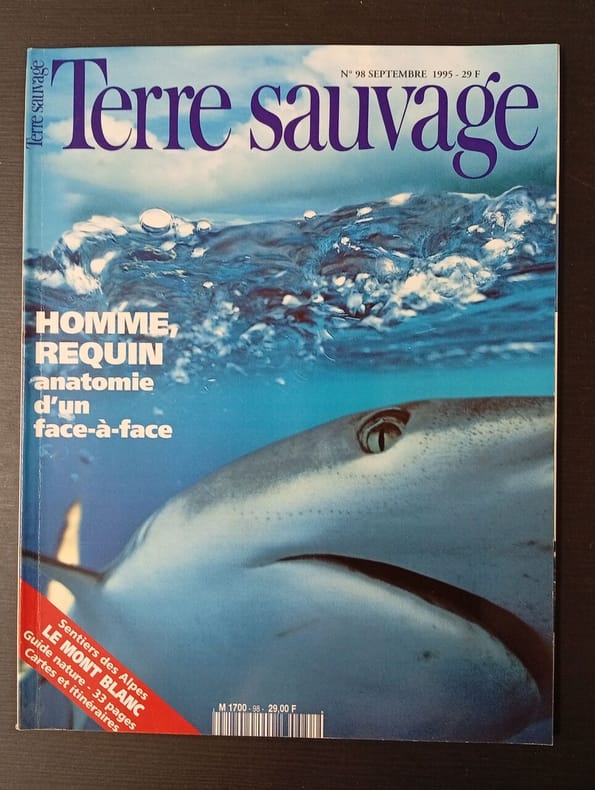 Terre sauvage
N° 98 SEPTEMBRE 1995 - 29 F
Terre sauvage
HOMME,
REQUIN
anatomie
d'un
face-à-face
Sentiers des Alpes
LE MONT BLANC
Guide nature - 33 pages
Cartes et itinéraires
M 1700 - 98 - 29,00 F